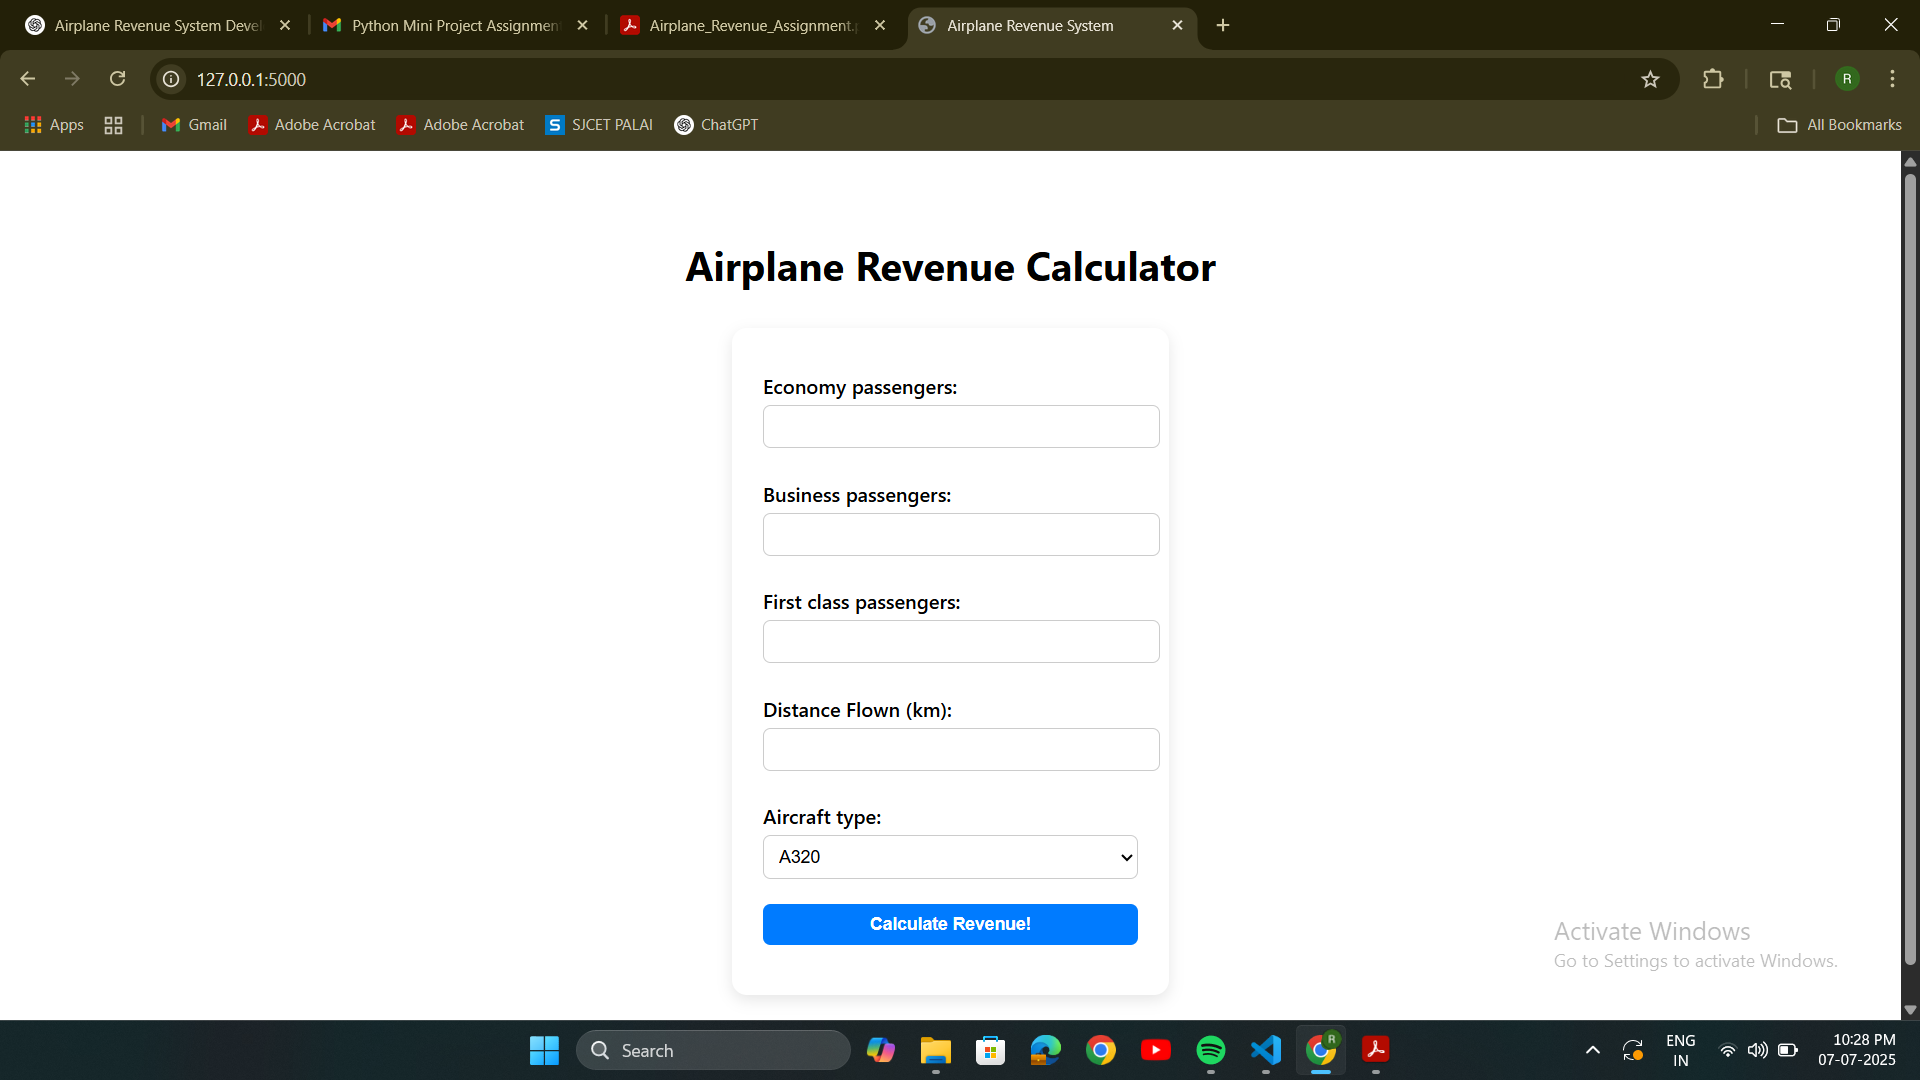 Airplane Revenue System Devel
Python Mini Project Assignment
Airplane_Revenue_Assignment.p
Airplane Revenue System
127.0.0.1:5000
R
Apps
Gmail
Adobe Acrobat
Adobe Acrobat
S
SJCET PALAI
ChatGPT
All Bookmarks
Airplane Revenue Calculator
Economy passengers:
Business passengers:
First class passengers:
Distance Flown (km):
Aircraft type:
A320
Calculate Revenue!
Activate Windows
Go to Settings to activate Windows.
Search
R
ENG
IN
10:28 PM
07-07-2025